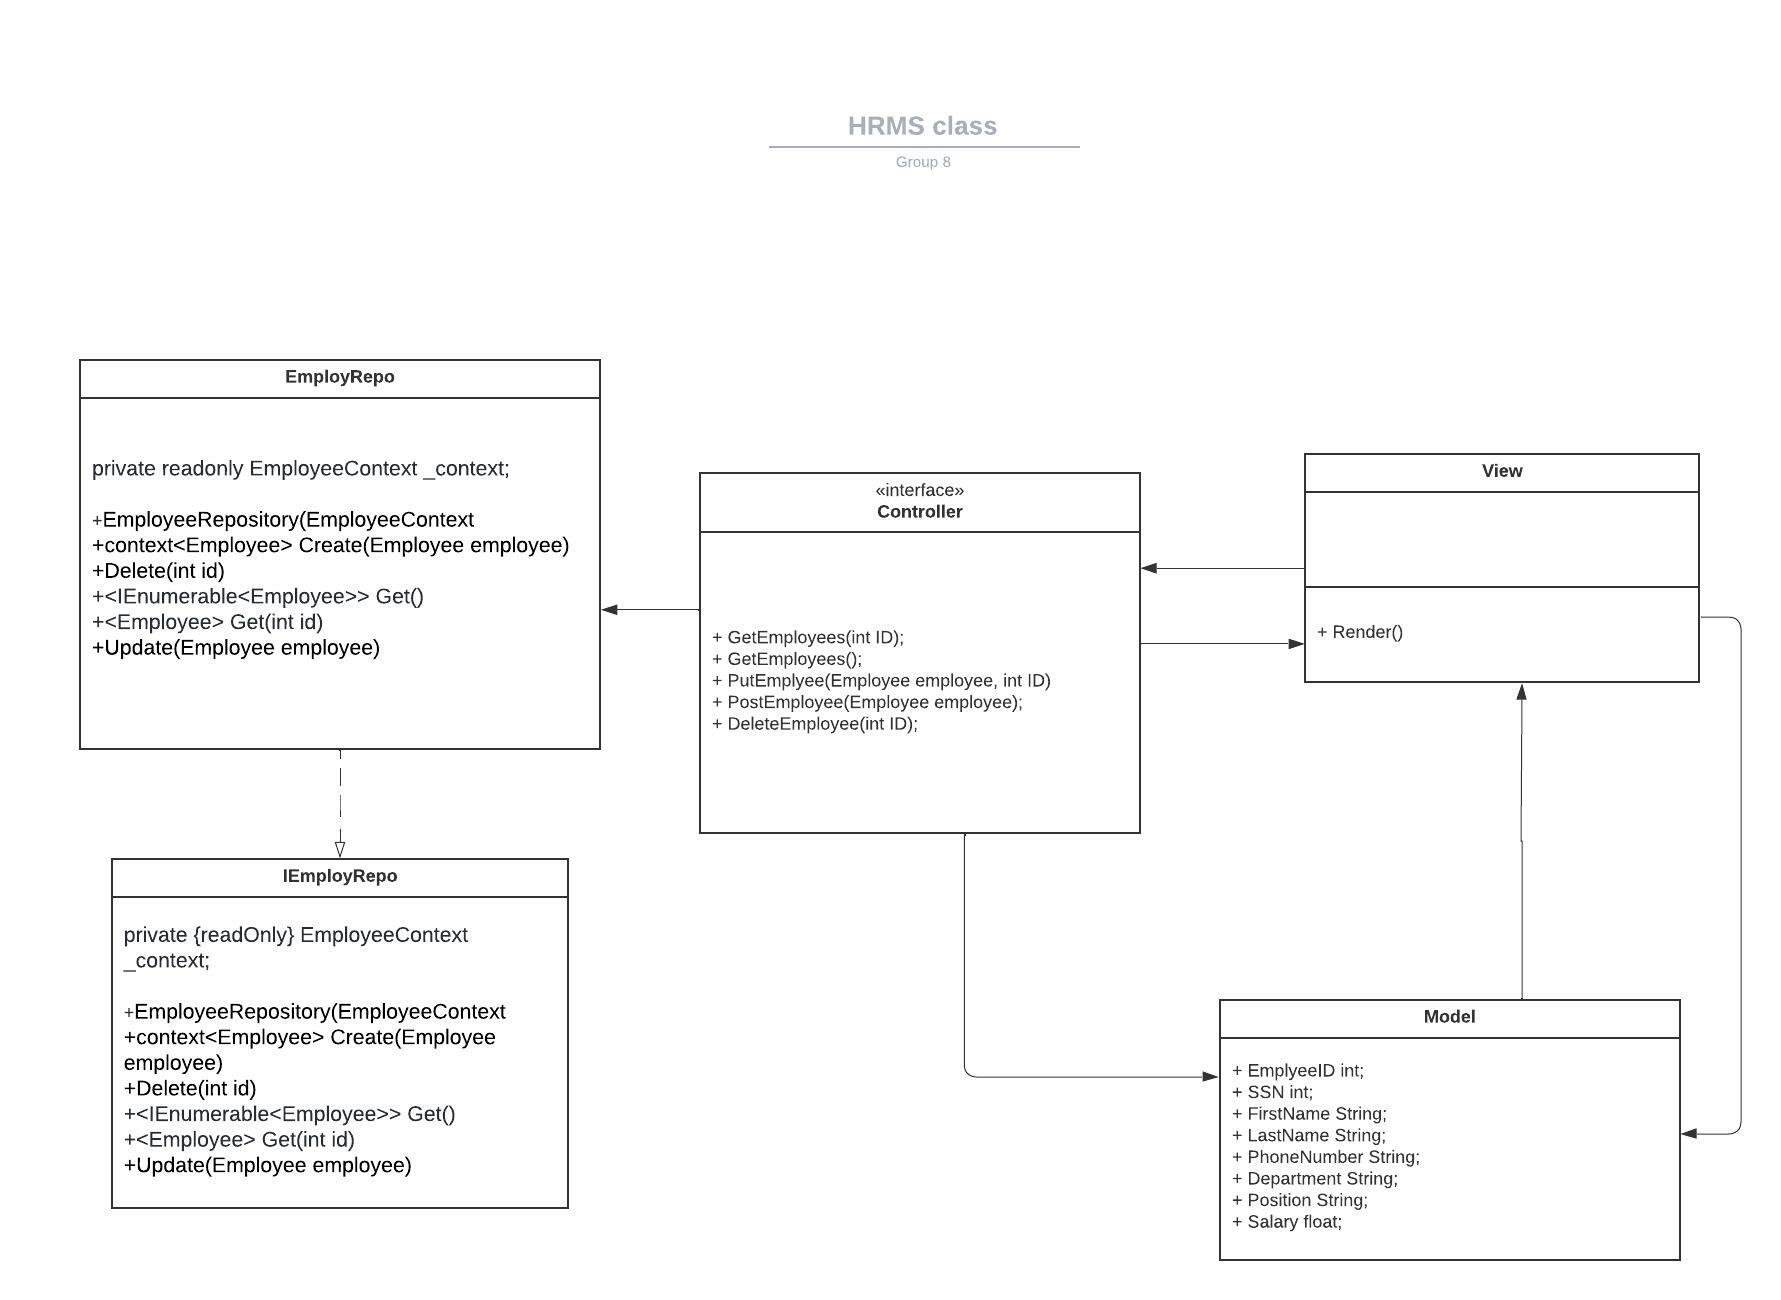 HRMS class
Group 8
EmployRepo
private readonly EmployeeContext _context;
+EmployeeRepository(EmployeeContext
+context<Employee> Create(Employee employee)
+Delete(int id)
+<IEnumerable<Employee>> Get()
+<Employee> Get(int id)
+Update(Employee employee)
«interface»
Controller
+ GetEmployees(int ID);
+ GetEmployees();
+ PutEmplyee(Employee employee, int ID)
+ PostEmployee(Employee employee);
+ DeleteEmployee(int ID);
View
+ Render()
IEmployRepo
private {readOnly} EmployeeContext
_context;
+EmployeeRepository(EmployeeContext
+context<Employee> Create(Employee
employee)
+Delete(int id)
+<IEnumerable<Employee>> Get()
+<Employee> Get(int id)
+Update(Employee employee)
Model
+ EmplyeeID int;
+ SSN int;
+ FirstName String;
+ LastName String;
+ PhoneNumber String;
+ Department String;
+ Position String;
+ Salary float;